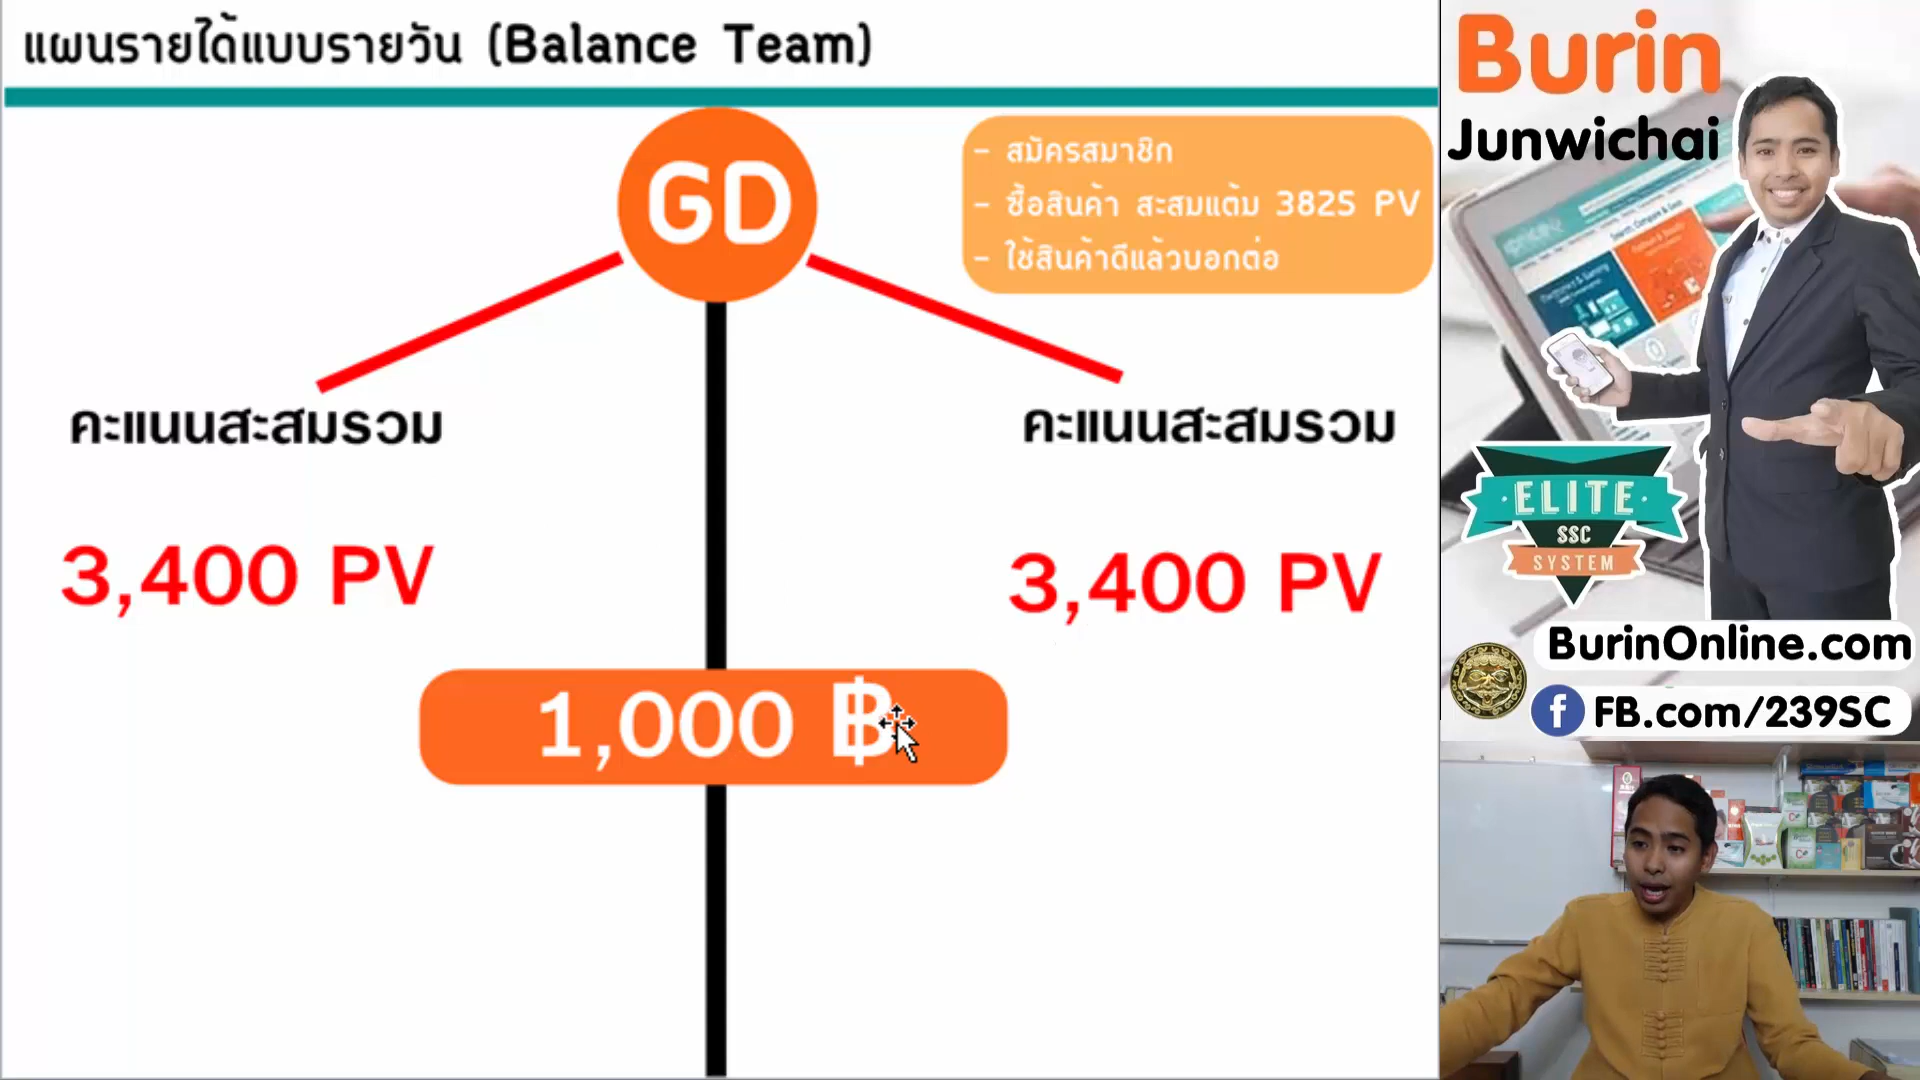 แผนรายได้แบบรายวัน (Balance Team)
GD
- สมัครสมาชิก
- ซื้อสินค้า สะสมแต้ม 3825 PV
- ใช้สินค้าดีแล้วบอกต่อ
คะแนนสะสมรวม
คะแนนสะสมรวม
3,400 PV
3,400 PV
1,000 ฿
Burin
Junwichai
·ELITE·
SSC
SYSTEM
BurinOnline.com
f FB.com/239SC